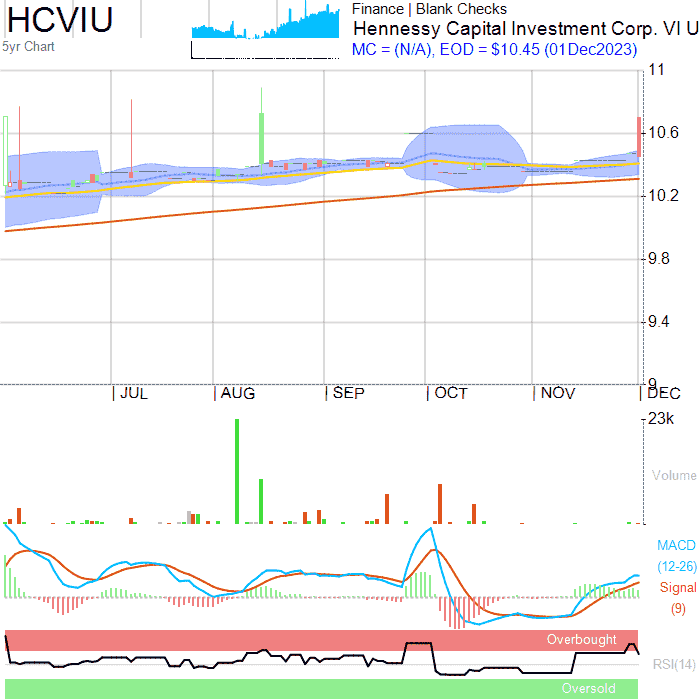 HCVIU
5yr Chart
Finance | Blank Checks
Hennessy Capital Investment Corp. VI U
MC = (N/A), EOD = $10.45 (01Dec2023)
11
10.6
10.2
9.8
9.4
9
JUL AUG SEP OCT NOV DEC
23k
Volume
MACD
(12-26)
Signal
(9)
Overbought
RSI(14)
Oversold